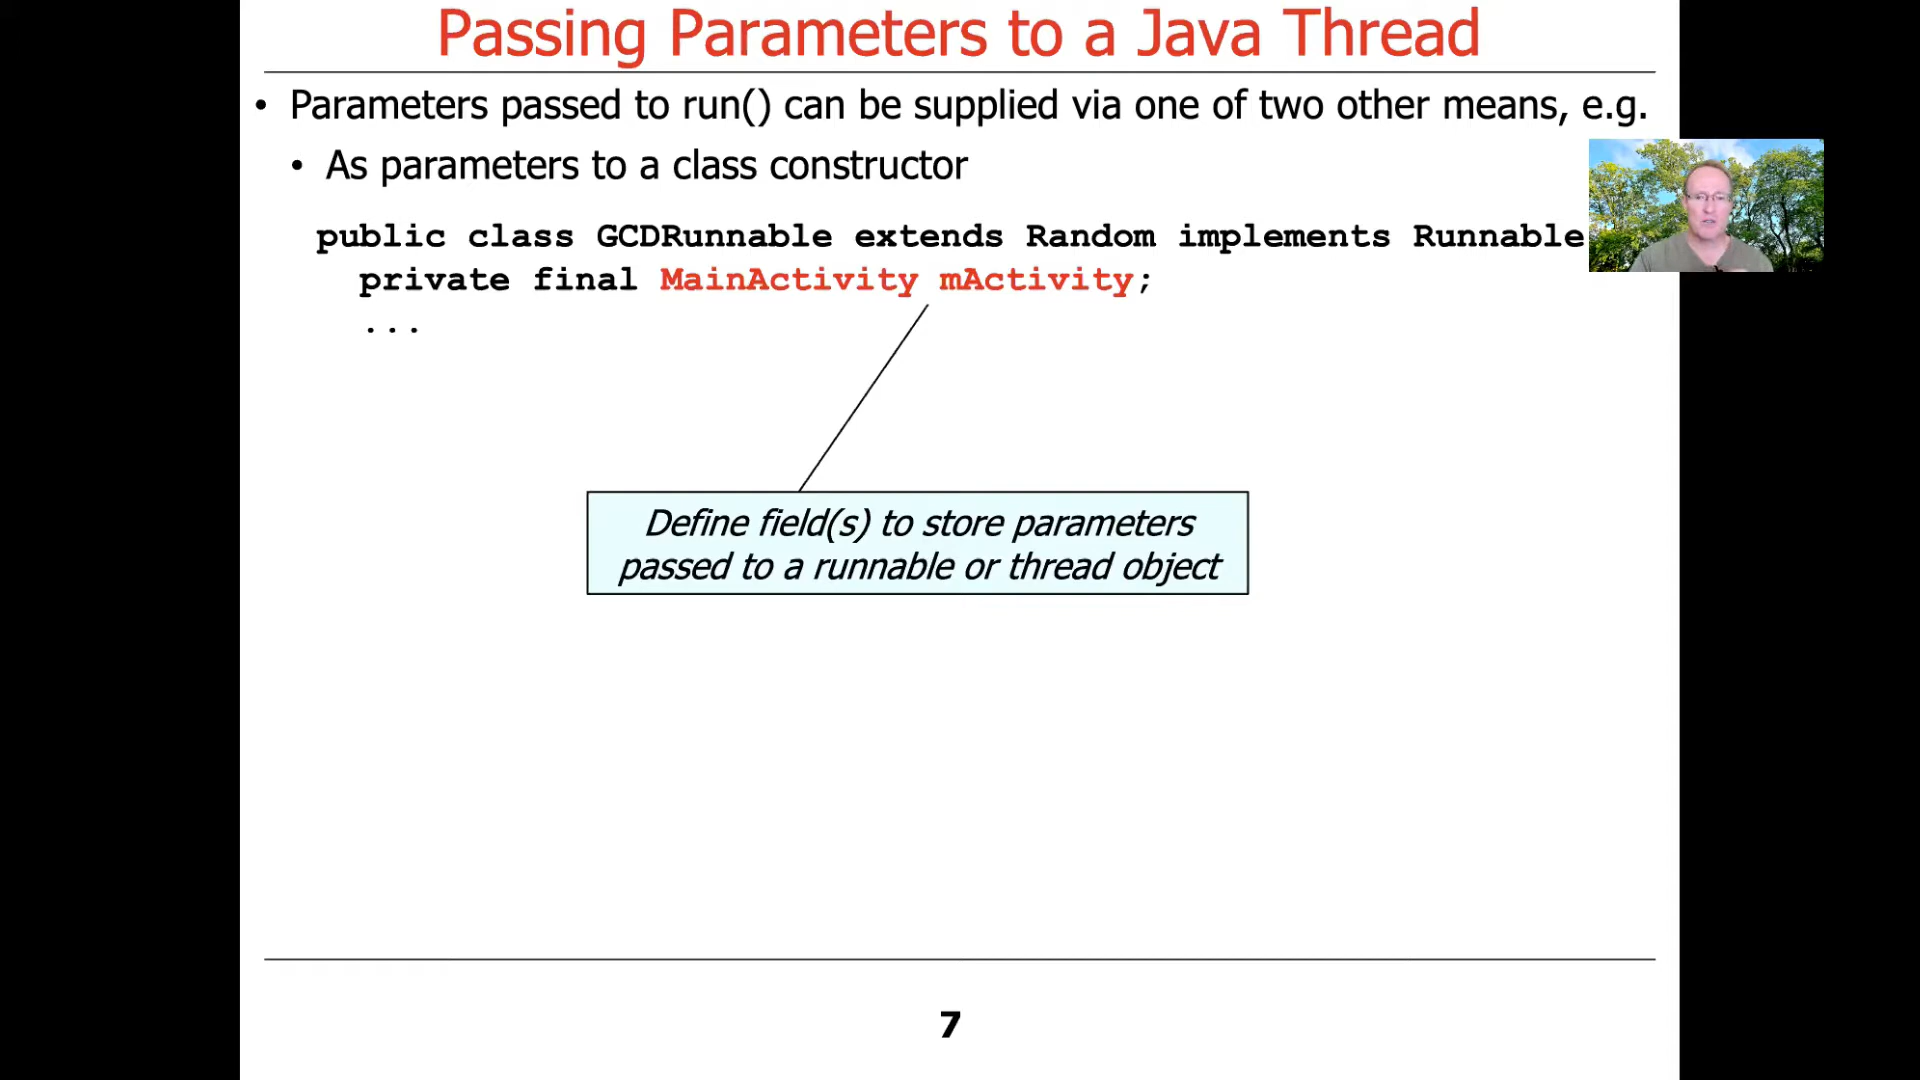 Passing Parameters to a Java Thread
• Parameters passed to run() can be supplied via one of two other means, e.g.
• As parameters to a class constructor
public class GCDRunnable extends Random implements Runnable
private final MainActivity mActivity;
...
Define field(s) to store parameters
passed to a runnable or thread object
7